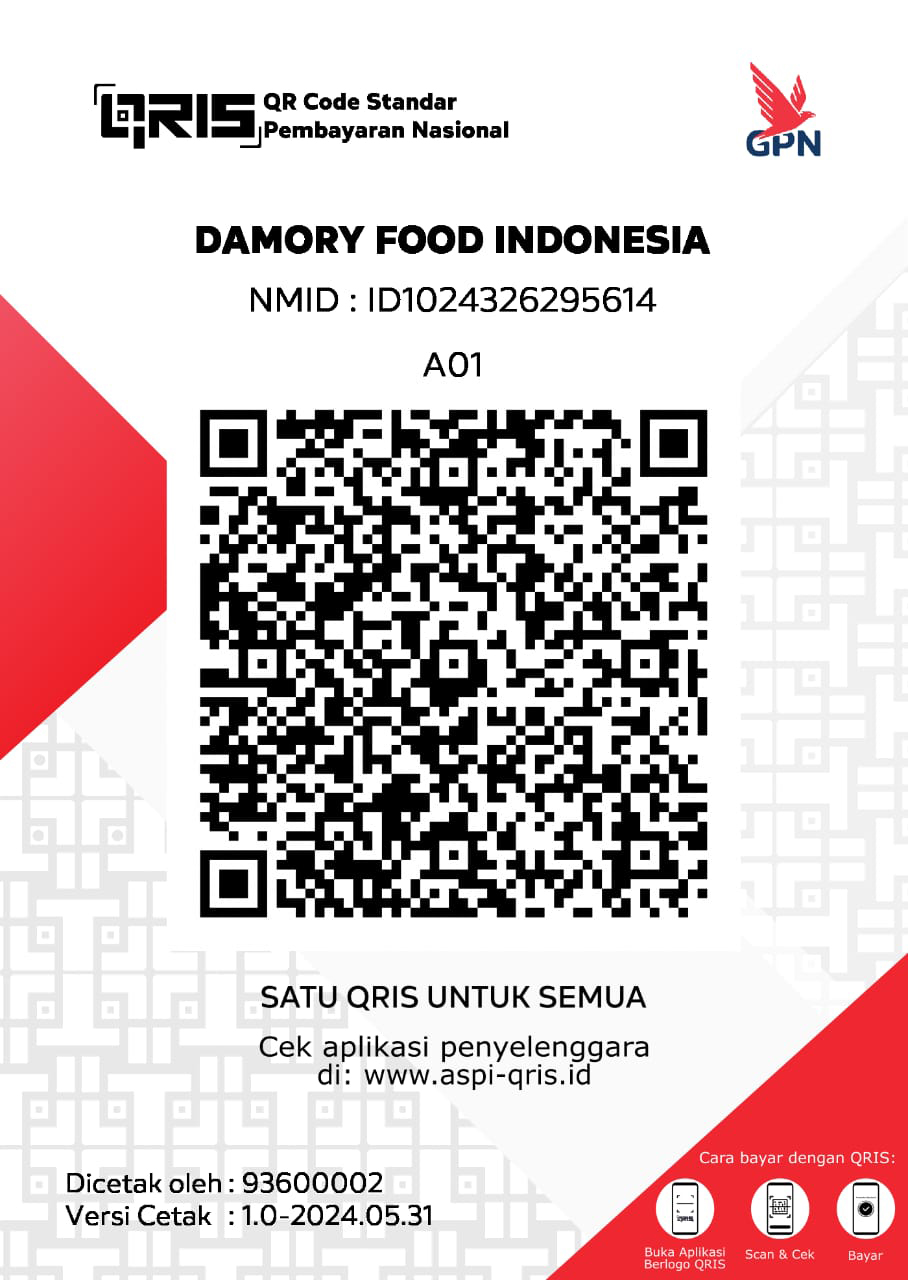 QRIS QR Code Standar
Pembayaran Nasional
GPN
DAMORY FOOD INDONESIA
NMID : ID1024326295614
A01
SATU QRIS UNTUK SEMUA
Cek aplikasi penyelenggara
di: www.aspi-qris.id
Dicetak oleh : 93600002
Versi Cetak : 1.0-2024.05.31
Cara bayar dengan QRIS:
Buka Aplikasi
Berlogo QRIS
Scan & Cek
Bayar